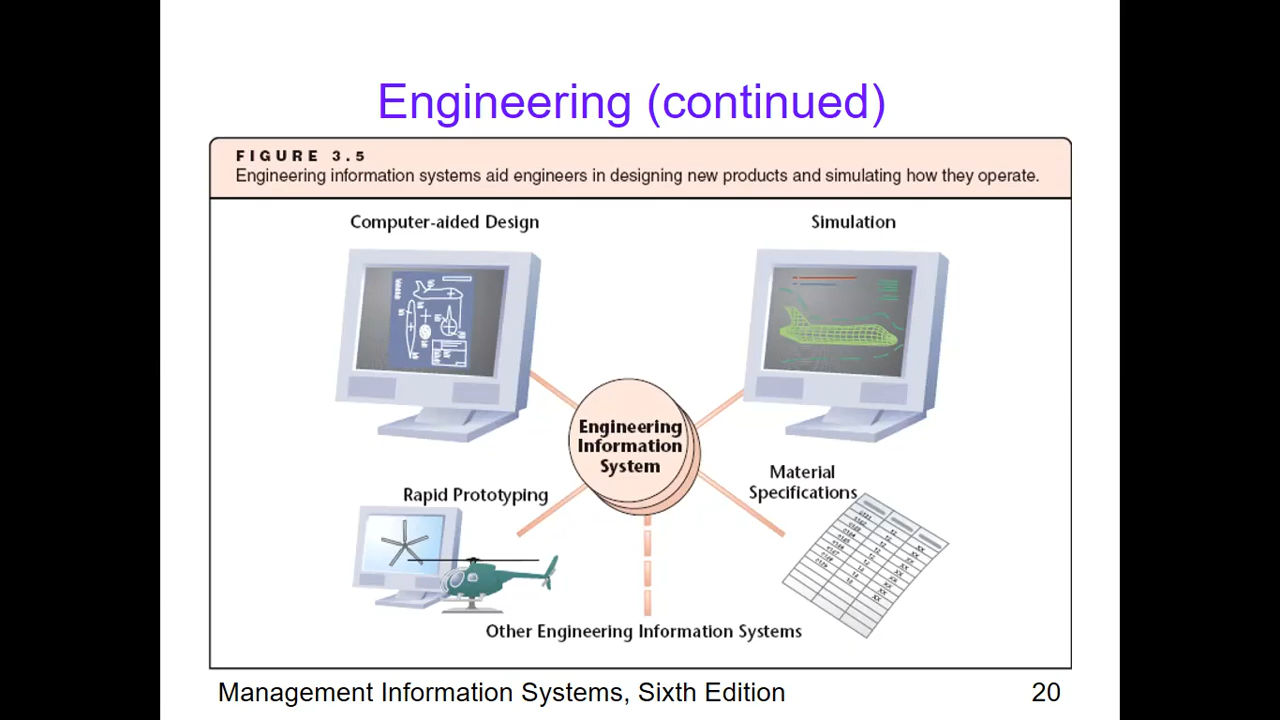 Engineering (continued)
FIGURE 3.5
Engineering information systems aid engineers in designing new products and simulating how they operate.
Computer-aided Design
Simulation
Engineering
Information
System
Material
Specifications
Rapid Prototyping
Other Engineering Information Systems
Management Information Systems, Sixth Edition
20